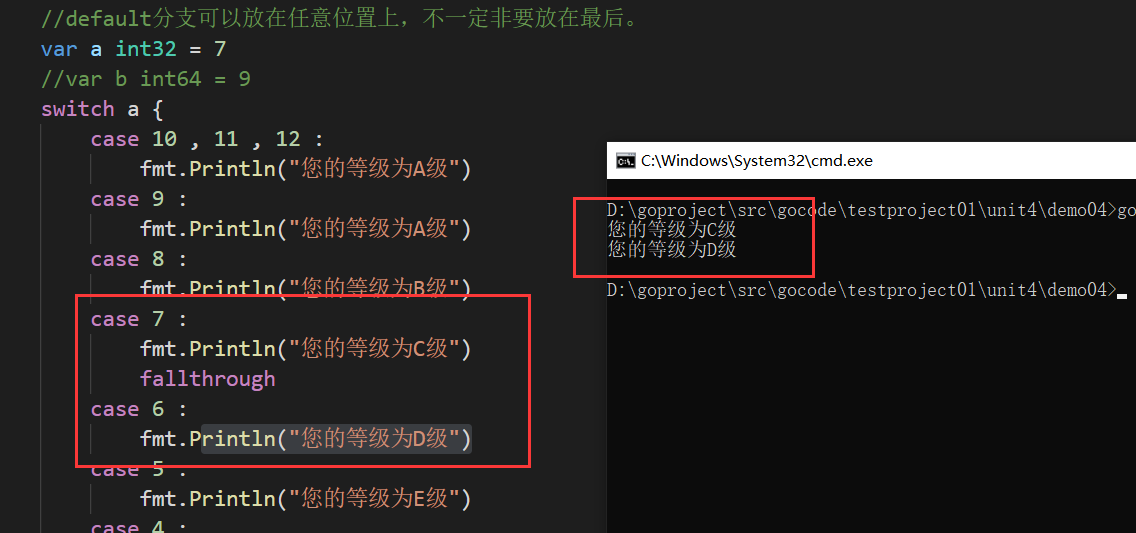 //default分支可以放在任意位置上，不一定非要放在最后。
var a int32 = 7
//var b int64 = 9
switch a {
case 10 , 11 , 12 :
fmt.Println("您的等级为A级")
case 9 :
fmt.Println("您的等级为A级")
case 8 :
fmt.Println("您的等级为B级")
case 7 :
fmt.Println("您的等级为C级")
fallthrough
case 6 :
fmt.Println("您的等级为D级")
case 5 :
fmt.Println("您的等级为E级")
case 4 :
C:\Windows\System32\cmd.exe
D:\goproject\src\gocode\testproject01\unit4\demo04>go
您的等级为C级
您的等级为D级
D:\goproject\src\gocode\testproject01\unit4\demo04>